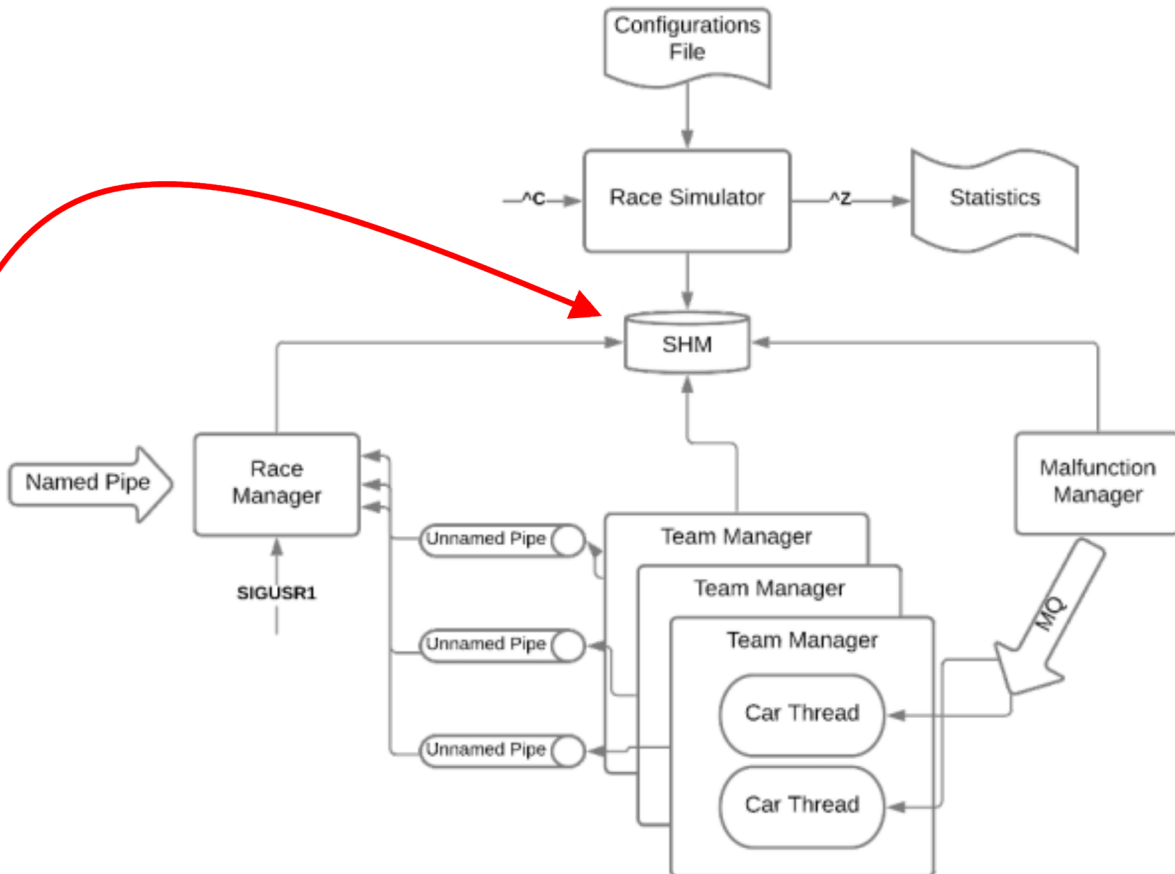 Configurations
File
^C
Race Simulator
^Z
Statistics
SHM
Named Pipe
Race
Manager
Malfunction
Manager
SIGUSR1
Unnamed Pipe
Unnamed Pipe
Unnamed Pipe
Team Manager
Team Manager
Team Manager
Car Thread
Car Thread
MQ